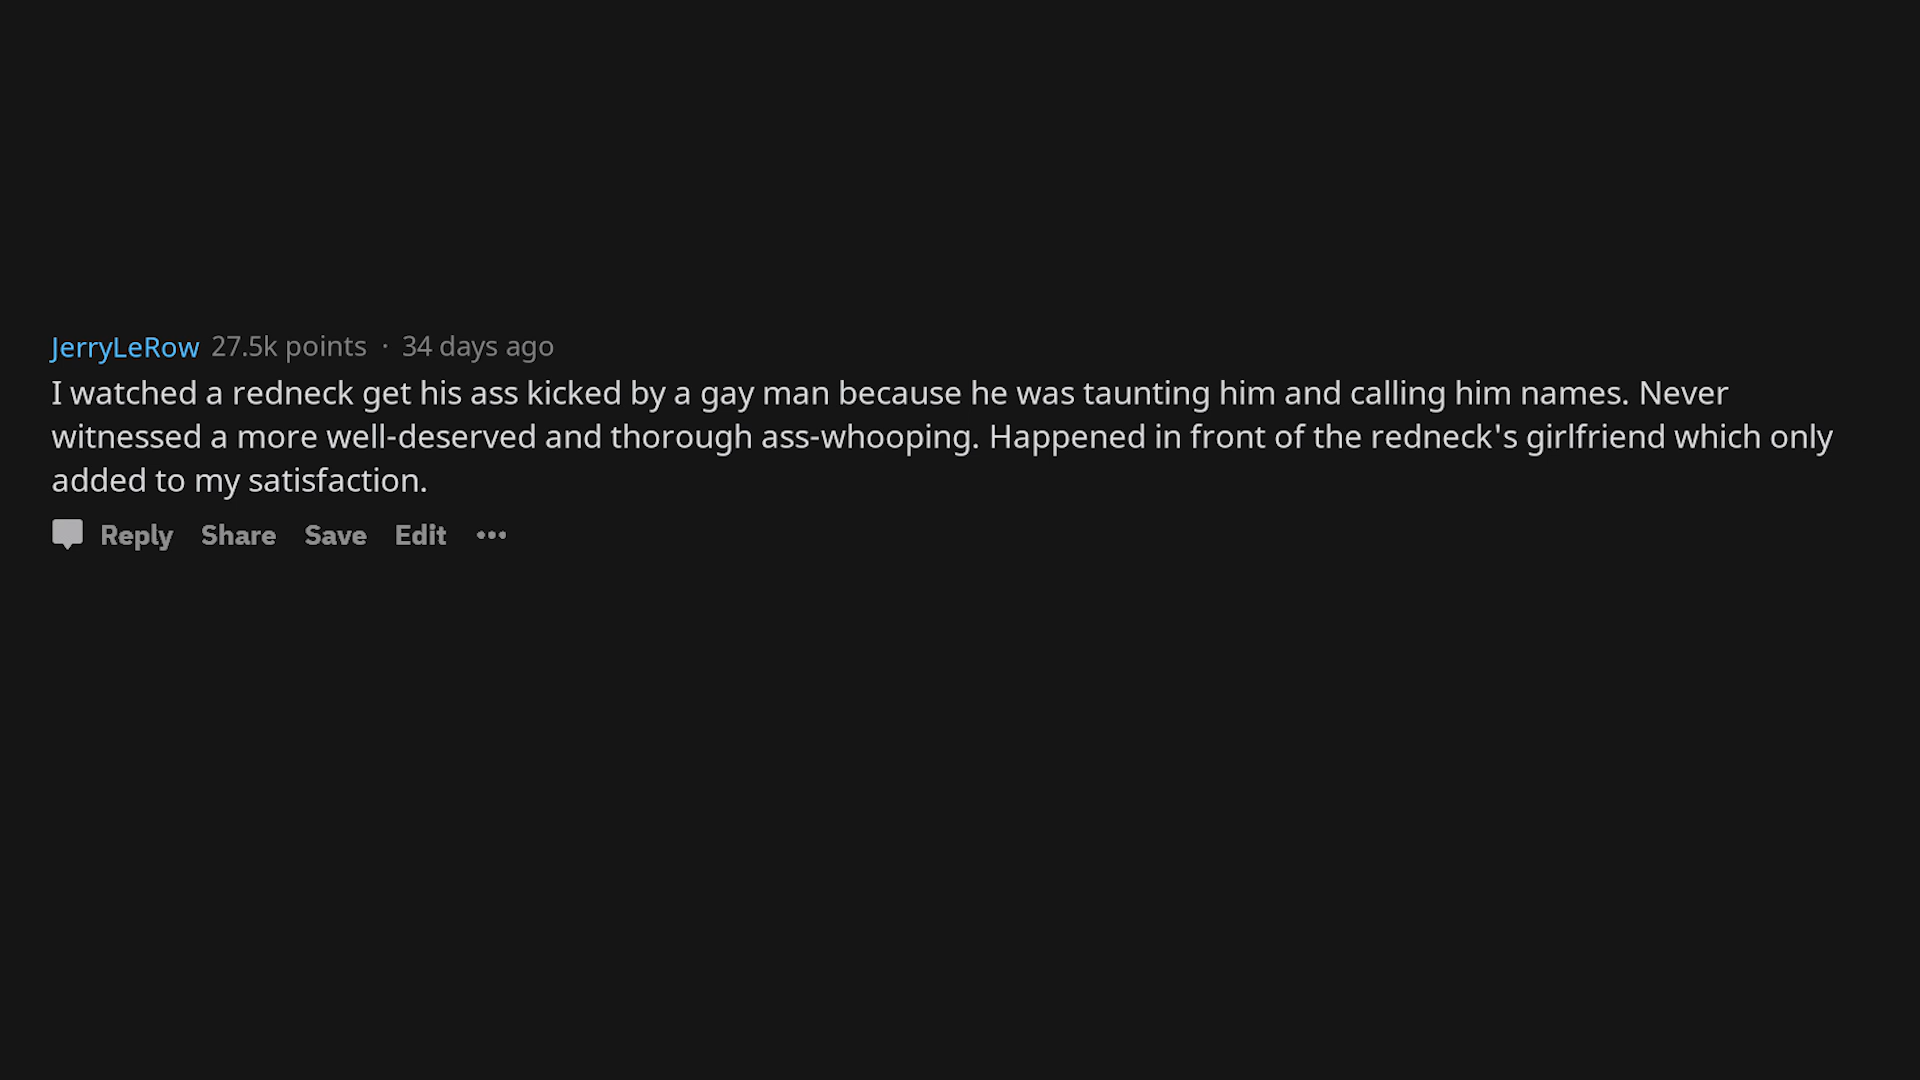 JerryLeRow 27.5k points · 34 days ago
I watched a redneck get his ass kicked by a gay man because he was taunting him and calling him names. Never
witnessed a more well-deserved and thorough ass-whooping. Happened in front of the redneck's girlfriend which only
added to my satisfaction.
Reply Share Save Edit •••